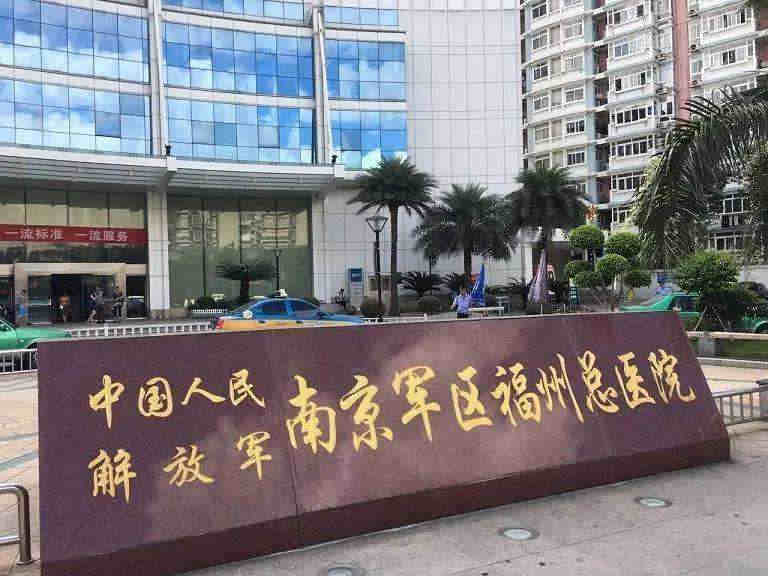 一流标准 一流服务
中国人民
解放军
南京军区福州总医院